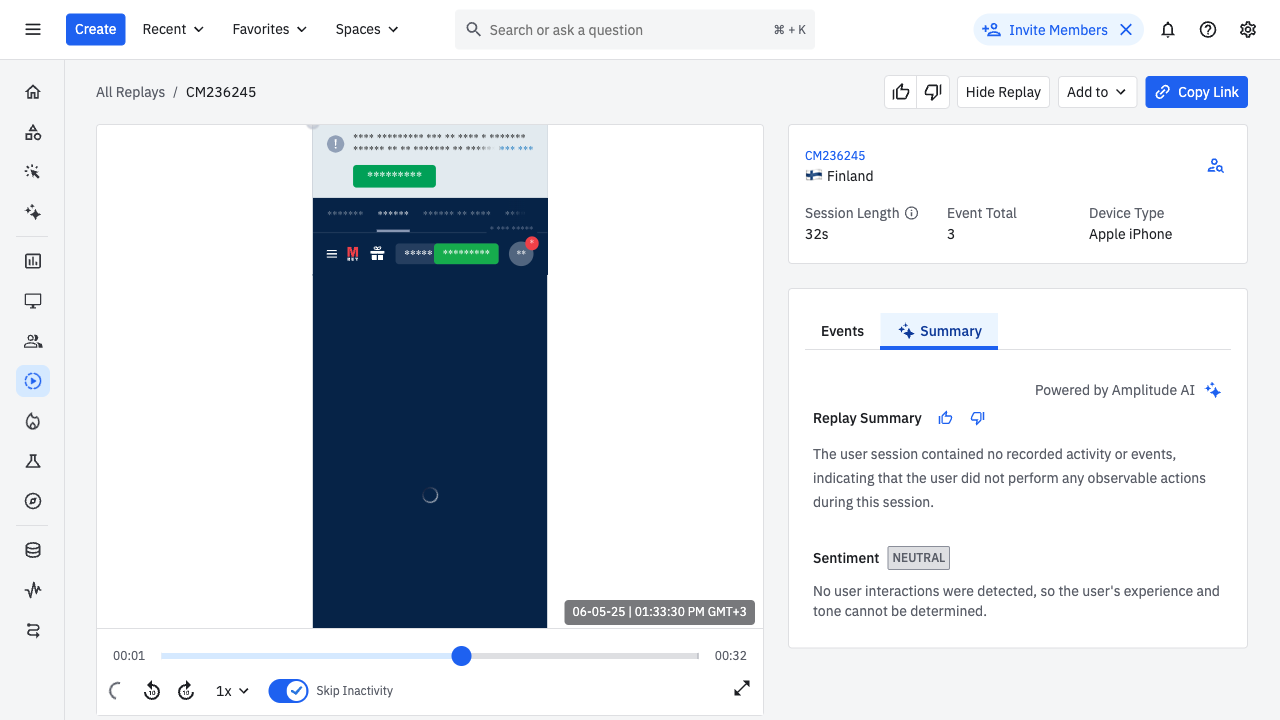 Create
Recent
Favorites
Spaces
Search or ask a question
⌘ + K
Invite Members
All Replays / CM236245
Hide Replay
Add to
Copy Link
**** ********* *** ** **** * *******
****** ** ** ******* ** ****** *** ***
*********
******* ****** ****** ** **** ***
* *** *****
M
BET
*****
*********
**
*
06-05-25 | 01:33:30 PM GMT+3
00:01
00:32
10
10
1x
Skip Inactivity
CM236245
Finland
Session Length
Event Total
Device Type
32s
3
Apple iPhone
Events
Summary
Powered by Amplitude AI
Replay Summary
The user session contained no recorded activity or events,
indicating that the user did not perform any observable actions
during this session.
Sentiment NEUTRAL
No user interactions were detected, so the user's experience and
tone cannot be determined.